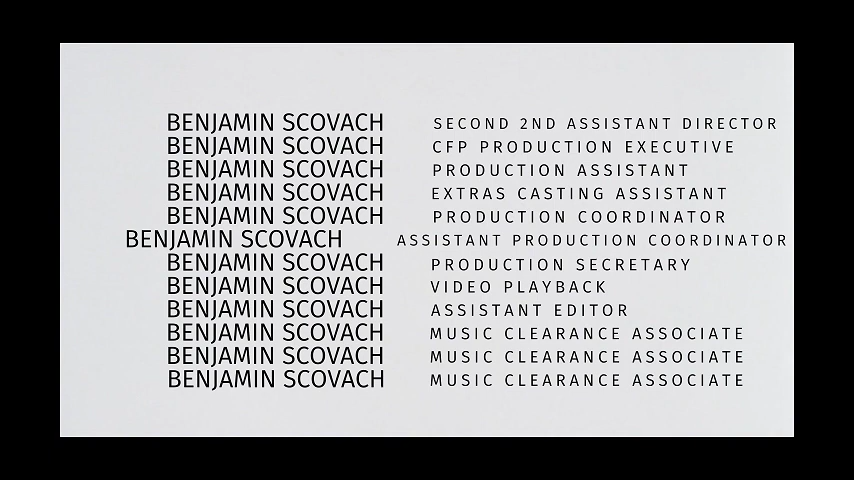 BENJAMIN SCOVACH SECOND 2ND ASSISTANT DIRECTOR
BENJAMIN SCOVACH CFP PRODUCTION EXECUTIVE
BENJAMIN SCOVACH PRODUCTION ASSISTANT
BENJAMIN SCOVACH EXTRAS CASTING ASSISTANT
BENJAMIN SCOVACH PRODUCTION COORDINATOR
BENJAMIN SCOVACH ASSISTANT PRODUCTION COORDINATOR
BENJAMIN SCOVACH PRODUCTION SECRETARY
BENJAMIN SCOVACH VIDEO PLAYBACK
BENJAMIN SCOVACH ASSISTANT EDITOR
BENJAMIN SCOVACH MUSIC CLEARANCE ASSOCIATE
BENJAMIN SCOVACH MUSIC CLEARANCE ASSOCIATE
BENJAMIN SCOVACH MUSIC CLEARANCE ASSOCIATE